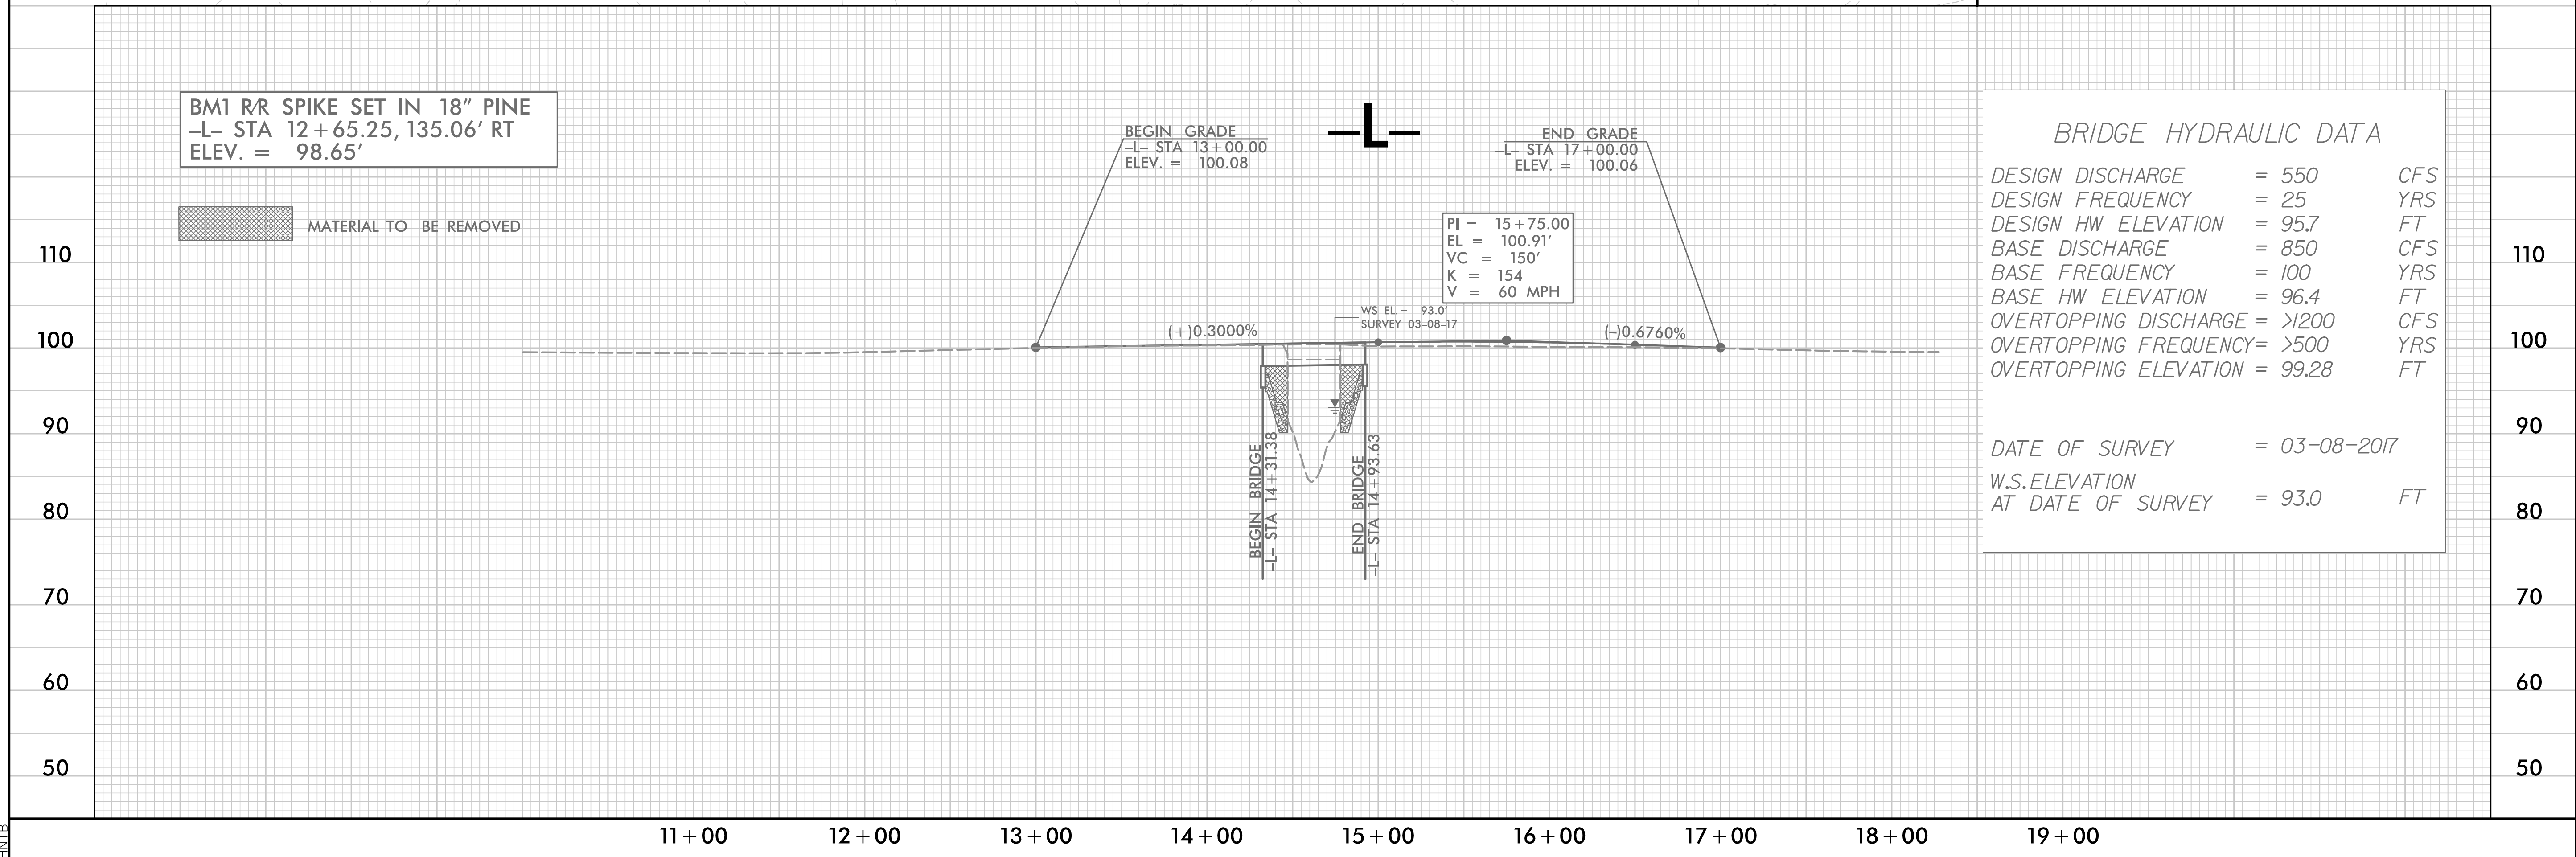 BM1 R/R SPIKE SET IN 18" PINE
-L- STA 12+65.25, 135.06' RT
ELEV. = 98.65'
MATERIAL TO BE REMOVED
BEGIN GRADE
-L- STA 13+00.00
ELEV. = 100.08
-L-
END GRADE
-L- STA 17+00.00
ELEV. = 100.06
PI = 15+75.00
EL = 100.91'
VC = 150'
K = 154
V = 60 MPH
WS EL.= 93.0'
SURVEY 03-08-17
(+)0.3000%
(-)0.6760%
BEGIN BRIDGE
-L- STA 14+31.38
END BRIDGE
-L- STA 14+93.63
BRIDGE HYDRAULIC DATA
DESIGN DISCHARGE = 550 CFS
DESIGN FREQUENCY = 25 YRS
DESIGN HW ELEVATION = 95.7 FT
BASE DISCHARGE = 850 CFS
BASE FREQUENCY = 100 YRS
BASE HW ELEVATION = 96.4 FT
OVERTOPPING DISCHARGE = >1200 CFS
OVERTOPPING FREQUENCY = >500 YRS
OVERTOPPING ELEVATION = 99.28 FT
DATE OF SURVEY = 03-08-2017
W.S.ELEVATION
AT DATE OF SURVEY = 93.0 FT
110 110
100 100
90 90
80 80
70 70
60 60
50 50
11+00 12+00 13+00 14+00 15+00 16+00 17+00 18+00 19+00